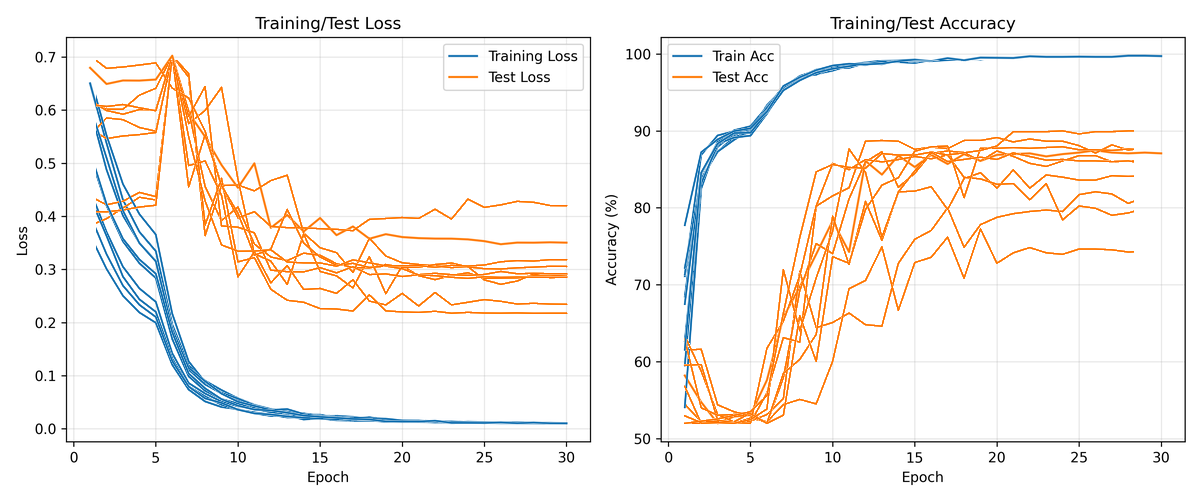 Training/Test Loss
Training Loss
Test Loss
0.7
0.6
0.5
0.4
0.3
0.2
0.1
0.0
Loss
0
5
10
15
20
25
30
Epoch
Training/Test Accuracy
Train Acc
Test Acc
100
90
80
70
60
50
Accuracy (%)
0
5
10
15
20
25
30
Epoch